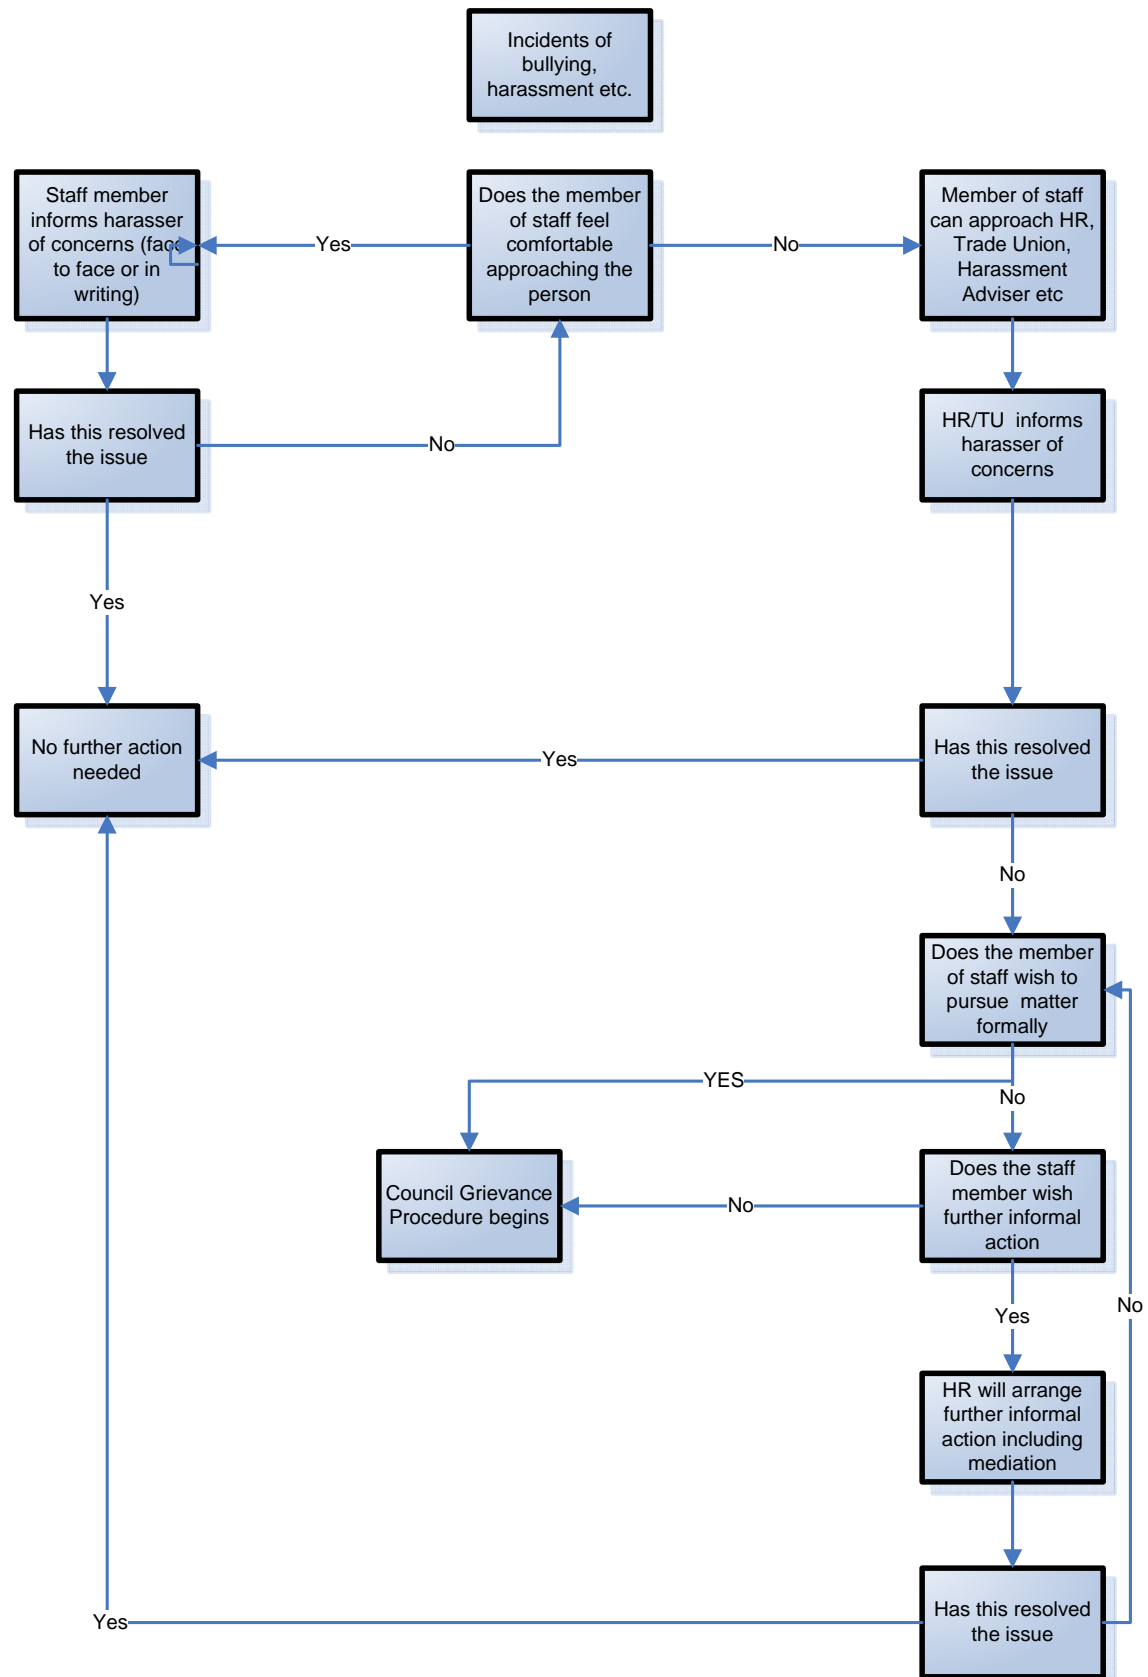 Incidents of
bullying,
harassment etc.
Staff member
informs harasser
of concerns (face
to face or in
writing)
Yes
Does the member
of staff feel
comfortable
approaching the
person
No
Member of staff
can approach HR,
Trade Union,
Harassment
Adviser etc
Has this resolved
the issue
No
HR/TU  informs
harasser of
concerns
Yes
No further action
needed
Yes
Has this resolved
the issue
No
Does the member
of staff wish to
pursue  matter
formally
YES
No
Council Grievance
Procedure begins
No
Does the staff
member wish
further informal
action
Yes
No
HR will arrange
further informal
action including
mediation
Yes
Has this resolved
the issue